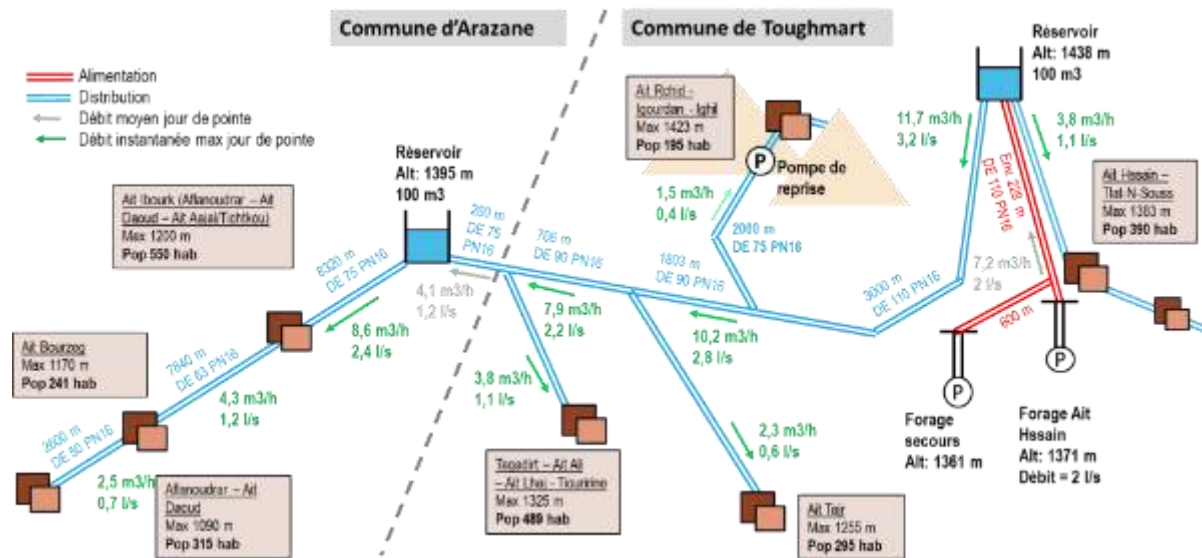 Commune d'Arazane
Commune de Toughmart
Alimentation
Distribution
Débit moyen jour de pointe
Débit instantanée max jour de pointe
Réservoir
Alt: 1438 m
100 m3
11,7 m3/h
3,2 l/s
3,8 m3/h
1,1 l/s
Env. 228 m
DE 110 PN16
Ait Hssain –
Tlat N-Souss
Max 1383 m
Pop 390 hab
Ait Rchid -
Igourdan - Ighil
Max 1423 m
Pop 195 hab
Pompe de
reprise
P
1,5 m3/h
0,4 l/s
2000 m
DE 75 PN16
Réservoir
Alt: 1395 m
100 m3
Ait Ibourk (Aflanoudrar – Ait
Daoud – Ait Aajal/Tichtkou)
Max 1200 m
Pop 550 hab
260 m
DE 75
PN16
706 m
DE 90 PN16
1803 m
DE 90 PN16
3000 m
DE 110 PN16
7,2 m3/h
2 l/s
600 m
6320 m
DE 75 PN16
4,1 m3/h
1,2 l/s
7,9 m3/h
2,2 l/s
10,2 m3/h
2,8 l/s
8,6 m3/h
2,4 l/s
Ait Bourzeg
Max 1170 m
Pop 241 hab
7840 m
DE 63 PN16
4,3 m3/h
1,2 l/s
3,8 m3/h
1,1 l/s
2,3 m3/h
0,6 l/s
P
P
Forage
secours
Alt: 1361 m
Forage Ait
Hssain
Alt: 1371 m
Débit = 2 l/s
2600 m
DE 50 PN16
2,5 m3/h
0,7 l/s
Aflanoudrar – Ait
Daoud
Max 1090 m
Pop 315 hab
– Ait Lhaj - Tiouririne
Max 1325 m
Pop 489 hab
Max 1255 m
Pop 295 hab